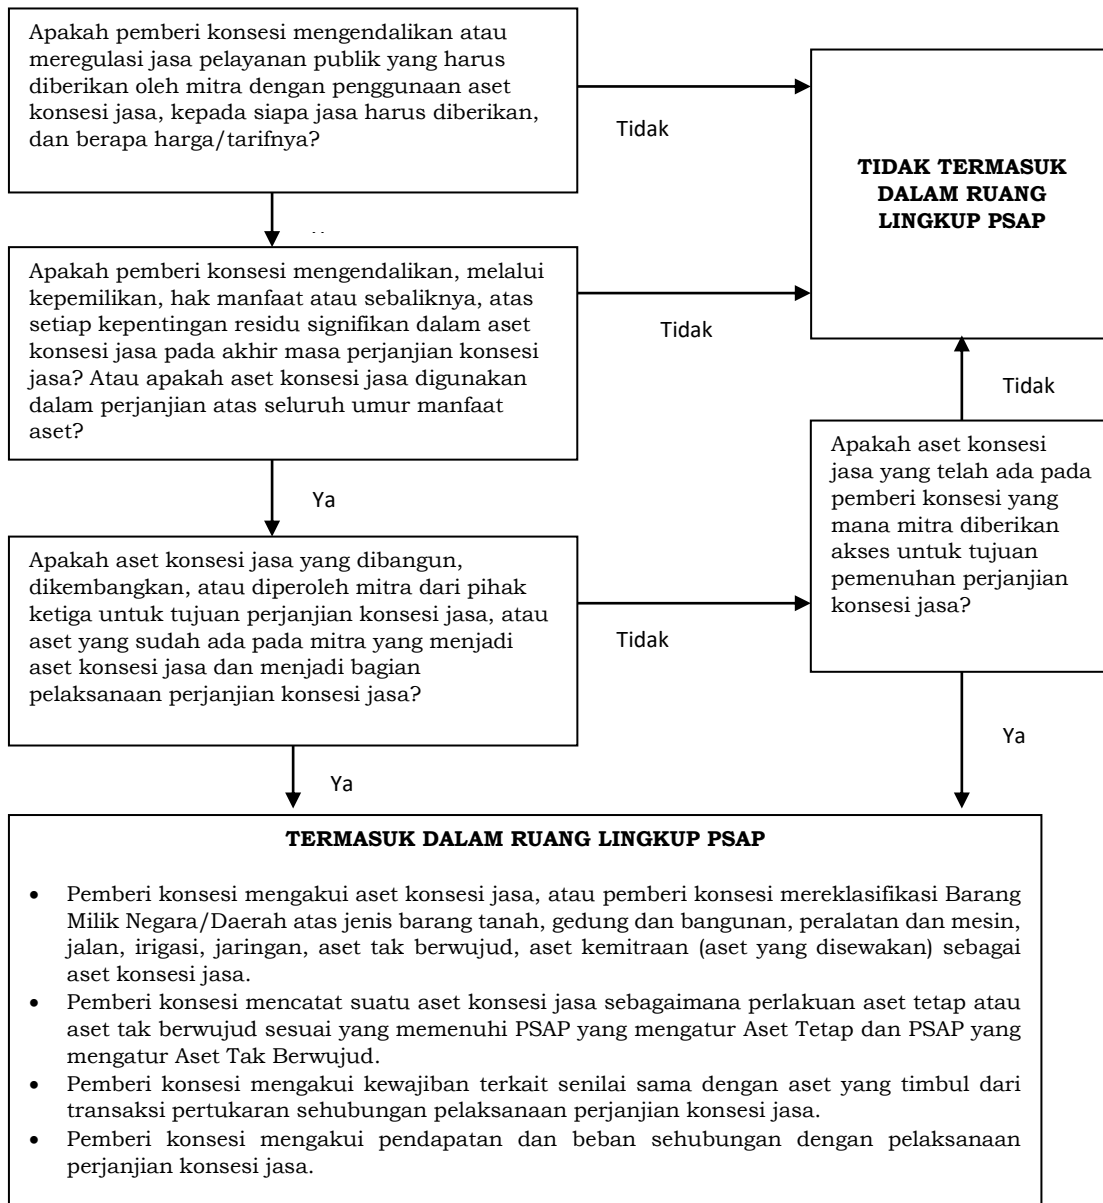 Apakah pemberi konsesi mengendalikan atau
meregulasi jasa pelayanan publik yang harus
diberikan oleh mitra dengan penggunaan aset
konsesi jasa, kepada siapa jasa harus diberikan,
dan berapa harga/tarifnya?
Tidak
TIDAK TERMASUK
DALAM RUANG
LINGKUP PSAP
Apakah pemberi konsesi mengendalikan, melalui
kepemilikan, hak manfaat atau sebaliknya, atas
setiap kepentingan residu signifikan dalam aset
konsesi jasa pada akhir masa perjanjian konsesi
jasa? Atau apakah aset konsesi jasa digunakan
dalam perjanjian atas seluruh umur manfaat
aset?
Tidak
Tidak
Ya
Apakah aset konsesi
jasa yang telah ada pada
pemberi konsesi yang
mana mitra diberikan
akses untuk tujuan
pemenuhan perjanjian
konsesi jasa?
Apakah aset konsesi jasa yang dibangun,
dikembangkan, atau diperoleh mitra dari pihak
ketiga untuk tujuan perjanjian konsesi jasa, atau
aset yang sudah ada pada mitra yang menjadi
aset konsesi jasa dan menjadi bagian
pelaksanaan perjanjian konsesi jasa?
Tidak
Ya
Ya
TERMASUK DALAM RUANG LINGKUP PSAP
• Pemberi konsesi mengakui aset konsesi jasa, atau pemberi konsesi mereklasifikasi Barang
Milik Negara/Daerah atas jenis barang tanah, gedung dan bangunan, peralatan dan mesin,
jalan, irigasi, jaringan, aset tak berwujud, aset kemitraan (aset yang disewakan) sebagai
aset konsesi jasa.
• Pemberi konsesi mencatat suatu aset konsesi jasa sebagaimana perlakuan aset tetap atau
aset tak berwujud sesuai yang memenuhi PSAP yang mengatur Aset Tetap dan PSAP yang
mengatur Aset Tak Berwujud.
• Pemberi konsesi mengakui kewajiban terkait senilai sama dengan aset yang timbul dari
transaksi pertukaran sehubungan pelaksanaan perjanjian konsesi jasa.
• Pemberi konsesi mengakui pendapatan dan beban sehubungan dengan pelaksanaan
perjanjian konsesi jasa.